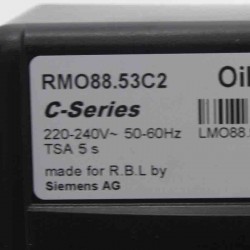 RMO88.53C2 Oil
C-Series
220-240V~ 50-60Hz LMO88.
TSA 5 s
made for R.B.L by
Siemens AG